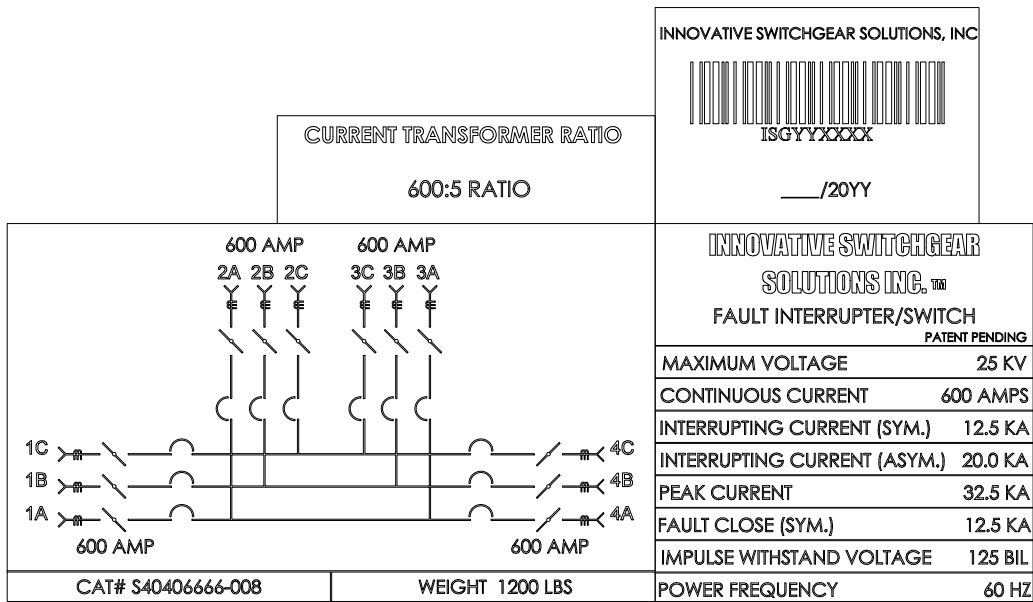 INNOVATIVE SWITCHGEAR SOLUTIONS, INC
ISGYYXXXX
____/20YY
CURRENT TRANSFORMER RATIO
600:5 RATIO
600 AMP 600 AMP
2A 2B 2C 3C 3B 3A
1C 4C
1B 4B
1A 4A
600 AMP 600 AMP
CAT# S40406666-008
WEIGHT 1200 LBS
INNOVATIVE SWITCHGEAR
SOLUTIONS INC.™
FAULT INTERRUPTER/SWITCH
PATENT PENDING
MAXIMUM VOLTAGE 25 KV
CONTINUOUS CURRENT 600 AMPS
INTERRUPTING CURRENT (SYM.) 12.5 KA
INTERRUPTING CURRENT (ASYM.) 20.0 KA
PEAK CURRENT 32.5 KA
FAULT CLOSE (SYM.) 12.5 KA
IMPULSE WITHSTAND VOLTAGE 125 BIL
POWER FREQUENCY 60 HZ